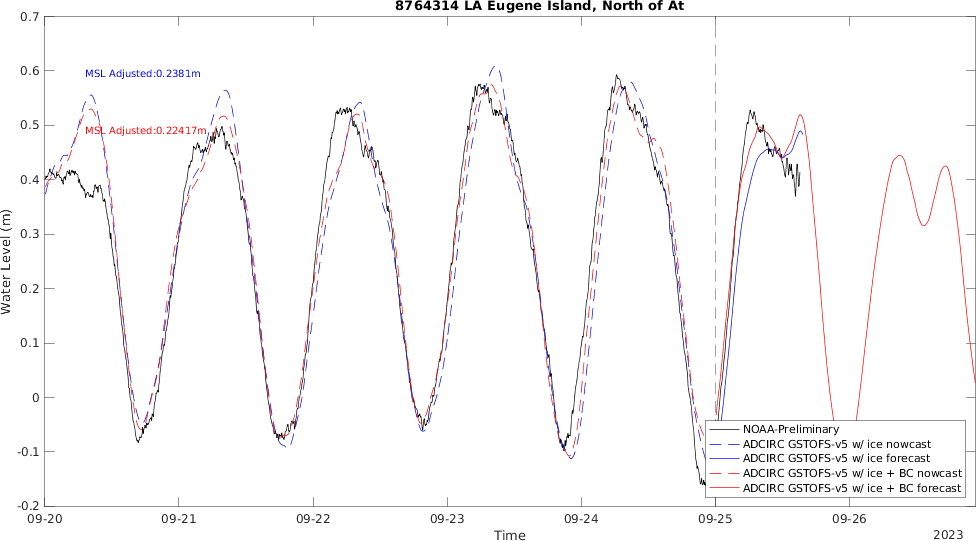 8764314 LA Eugene Island, North of At
0.7
0.6
0.5
0.4
0.3
0.2
0.1
0
-0.1
-0.2
Water Level (m)
MSL Adjusted:0.2381m
MSL Adjusted:0.22417m
NOAA-Preliminary
ADCIRC GSTOFS-v5 w/ ice nowcast
ADCIRC GSTOFS-v5 w/ ice forecast
ADCIRC GSTOFS-v5 w/ ice + BC nowcast
ADCIRC GSTOFS-v5 w/ ice + BC forecast
09-20 09-21 09-22 09-23 09-24 09-25 09-26
Time
2023